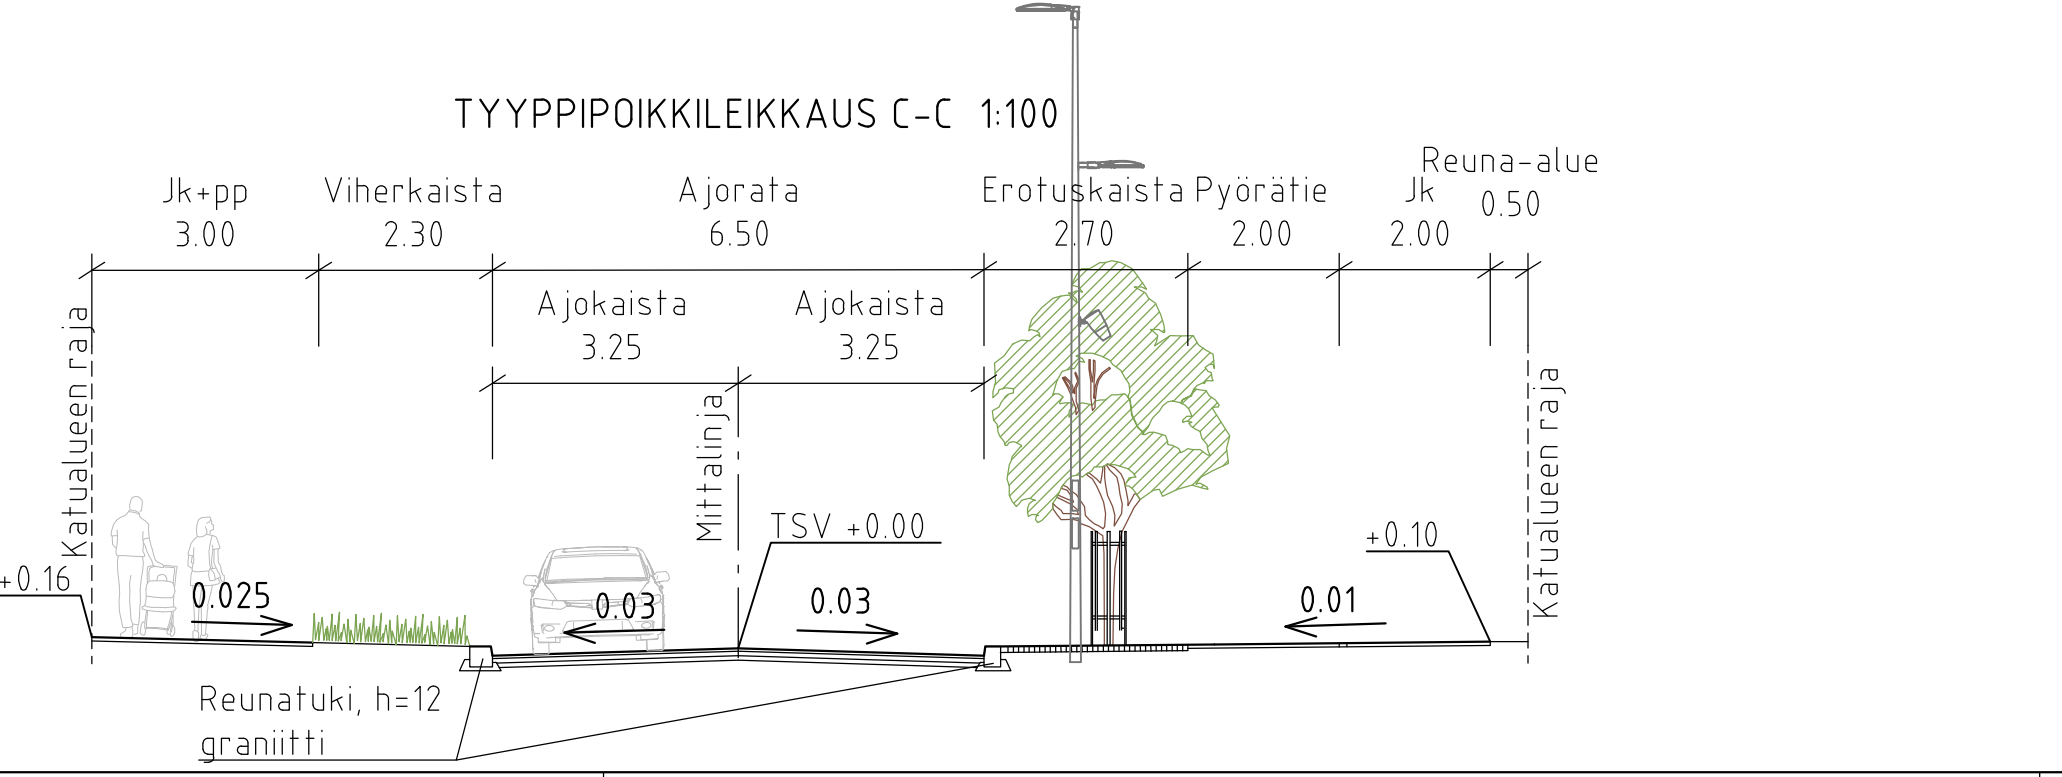 TYYPPIPOIKKILEIKKAUS C-C 1:100
Jk+pp
3.00
Viherkaista
2.30
Ajorata
6.50
Erotuskaista
2.70
Pyörätie
2.00
Jk
2.00
Reuna-alue
0.50
Ajokaista
3.25
Ajokaista
3.25
Katualueen raja
Mittalinja
Katualueen raja
TSV +0.00
+0.10
+0.16
0.025
0.03
0.03
0.01
Reunatuki, h=12
graniitti